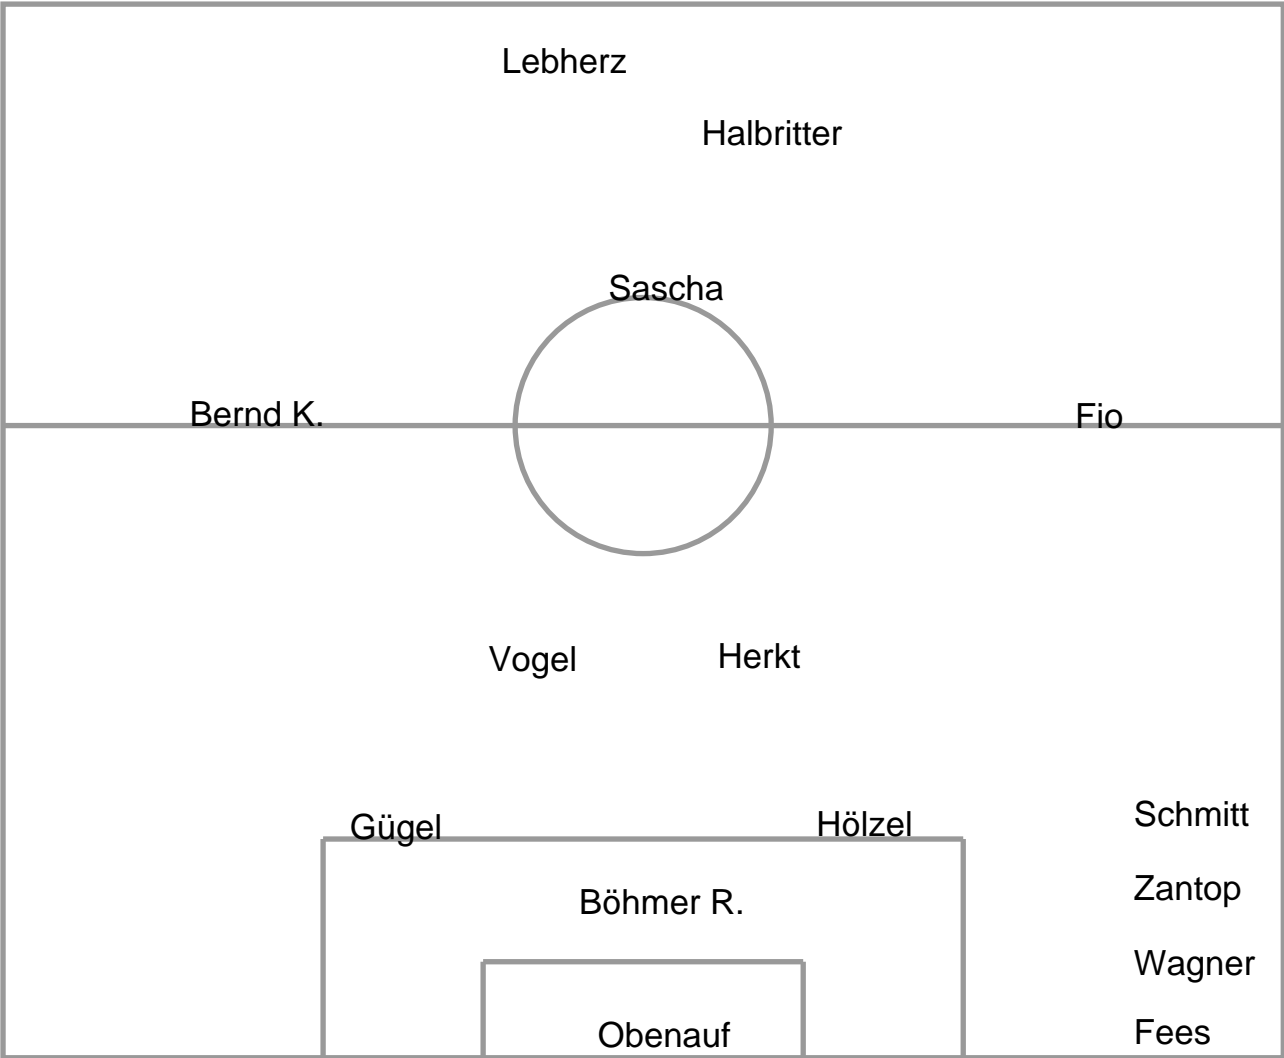 Lebherz
Halbritter
Sascha
Bernd K.
Fio
Vogel
Herkt
Gügel
Hölzel
Böhmer R.
Obenauf
Schmitt
Zantop
Wagner
Fees